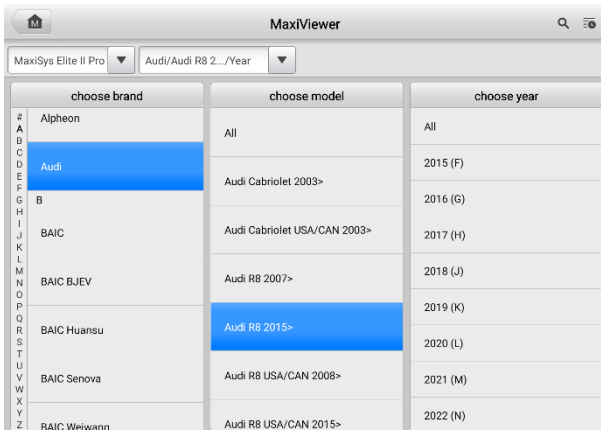 M
MaxiViewer
MaxiSys Elite II Pro
Audi/Audi R8 2.../Year
choose brand
choose model
choose year
#
A
B
C
D
E
F
G
H
I
J
K
L
M
N
O
P
Q
R
S
T
U
V
W
X
Y
Z
Alpheon
Audi
B
BAIC
BAIC BJEV
BAIC Huansu
BAIC Senova
BAIC Weiwang
All
Audi Cabriolet 2003>
Audi Cabriolet USA/CAN 2003>
Audi R8 2007>
Audi R8 2015>
Audi R8 USA/CAN 2008>
Audi R8 USA/CAN 2015>
All
2015 (F)
2016 (G)
2017 (H)
2018 (J)
2019 (K)
2020 (L)
2021 (M)
2022 (N)